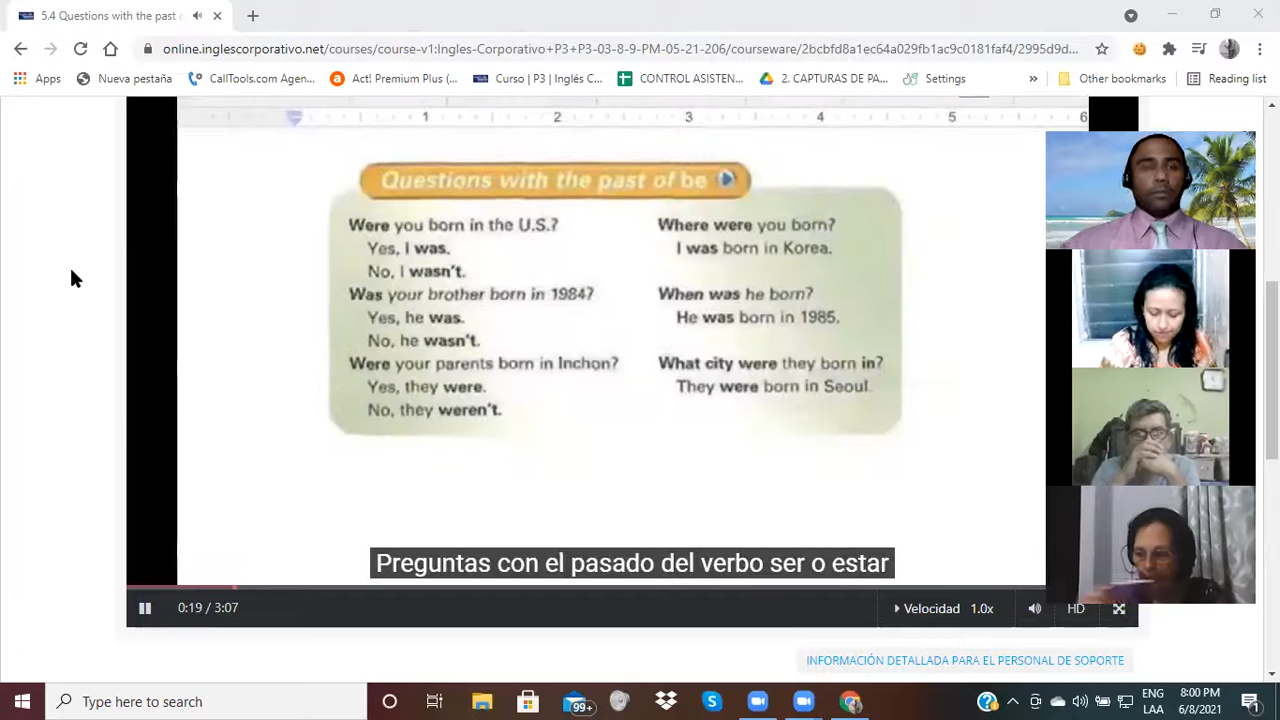 5.4 Questions with the past c
online.inglescorporativo.net/courses/course-v1:Ingles-Corporativo+P3+P3-03-8-9-PM-05-21-206/courseware/2bcbfd8a1ec64a029fb1ac9c0181faf4/2995d9d...
Apps Nueva pestaña CallTools.com Agen... Act! Premium Plus (... Curso | P3 | Inglés C... CONTROL ASISTEN... 2. CAPTURAS DE PA... Settings » Other bookmarks Reading list
1 2 3 4 5 6
Questions with the past of be
Were you born in the U.S.?
Yes, I was.
No, I wasn't.
Was your brother born in 1984?
Yes, he was.
No, he wasn't.
Were your parents born in Inchon?
Yes, they were.
No, they weren't.
Where were you born?
I was born in Korea.
When was he born?
He was born in 1985.
What city were they born in?
They were born in Seoul.
Preguntas con el pasado del verbo ser o estar
0:19 / 3:07 Velocidad 1.0x HD
INFORMACIÓN DETALLADA PARA EL PERSONAL DE SOPORTE
Type here to search 99+ ENG 8:00 PM
LAA 6/8/2021